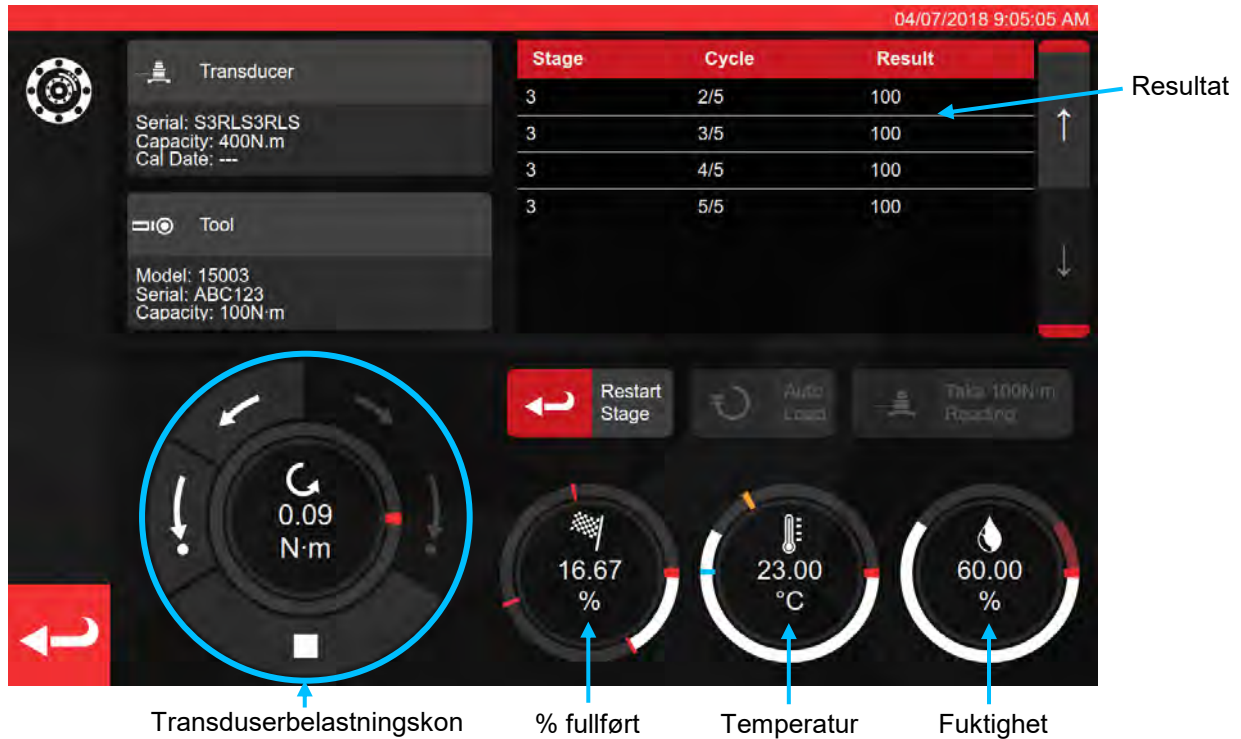 04/07/2018 9:05:05 AM
Transducer
Serial: S3RLS3RLS
Capacity: 400N.m
Cal Date: ---
Tool
Model: 15003
Serial: ABC123
Capacity: 100N·m
Stage Cycle Result
3 2/5 100
3 3/5 100
3 4/5 100
3 5/5 100
Resultat
Restart
Stage
Auto
Load
Take 100N·m
Reading
0.09
N·m
16.67
%
23.00
°C
60.00
%
Transduserbelastningskon
% fullført
Temperatur
Fuktighet